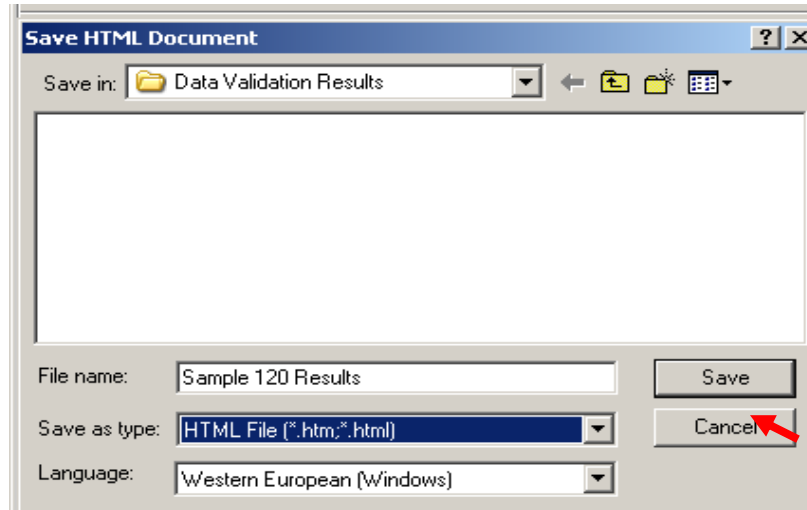 Save HTML Document
Save in: Data Validation Results
File name: Sample 120 Results Save
Save as type: HTML File (*.htm;*.html) Cancel
Language: Western European (Windows)